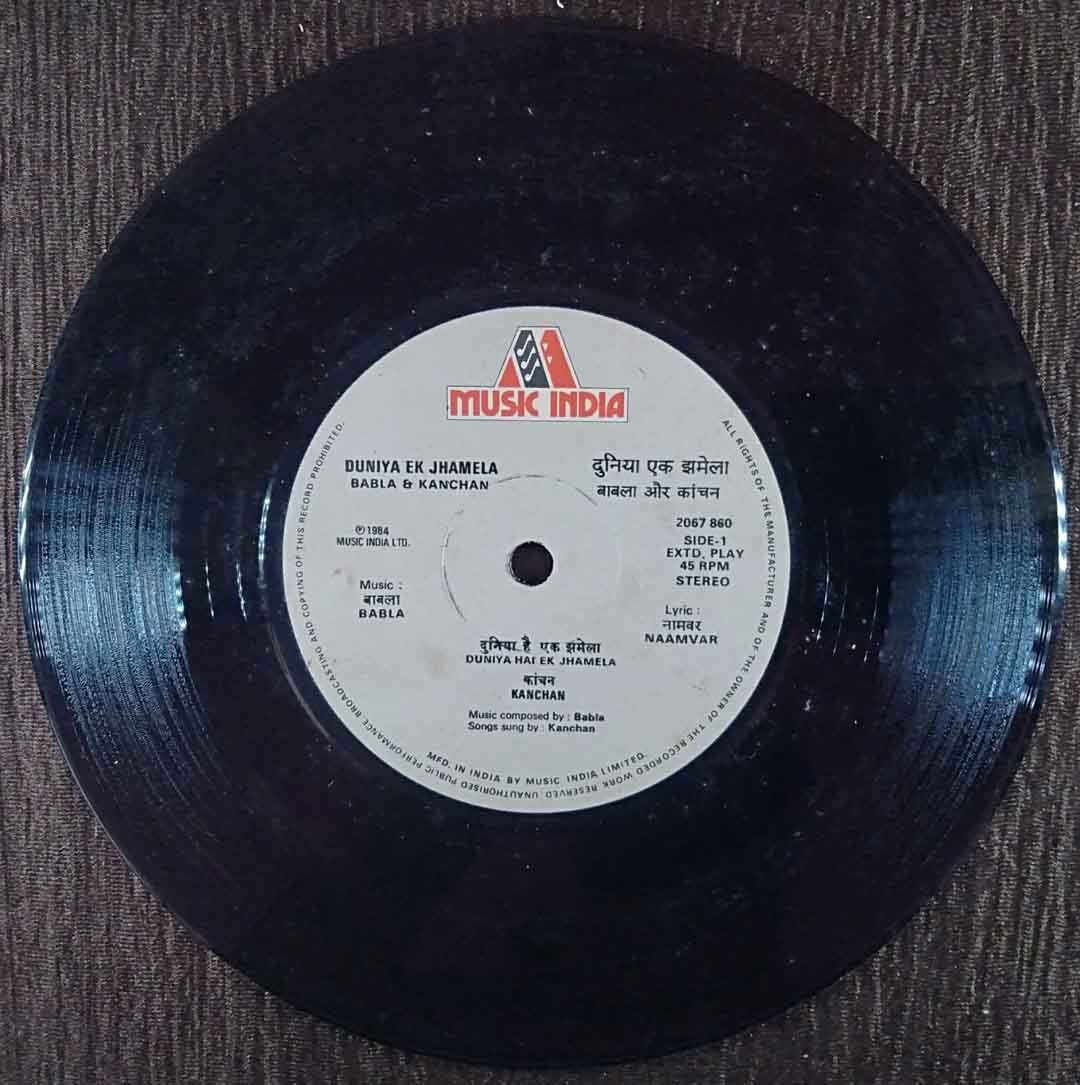 MUSIC INDIA
DUNIYA EK JHAMELA
BABLA & KANCHAN
दुनिया एक झमेला
बाबला और कांचन
℗ 1984
MUSIC INDIA LTD.
2067 860
SIDE-1
EXTD. PLAY
45 RPM
STEREO
Music :
बाबला
BABLA
Lyric :
नामवर
NAAMVAR
दुनिया है एक झमेला
DUNIYA HAI EK JHAMELA
कांचन
KANCHAN
Music composed by : Babla
Songs sung by : Kanchan
MFD. IN INDIA BY MUSIC INDIA LIMITED.
ALL RIGHTS OF THE MANUFACTURER AND OF THE OWNER OF THE RECORDED WORK RESERVED. UNAUTHORISED PUBLIC PERFORMANCE BROADCASTING AND COPYING OF THIS RECORD PROHIBITED.